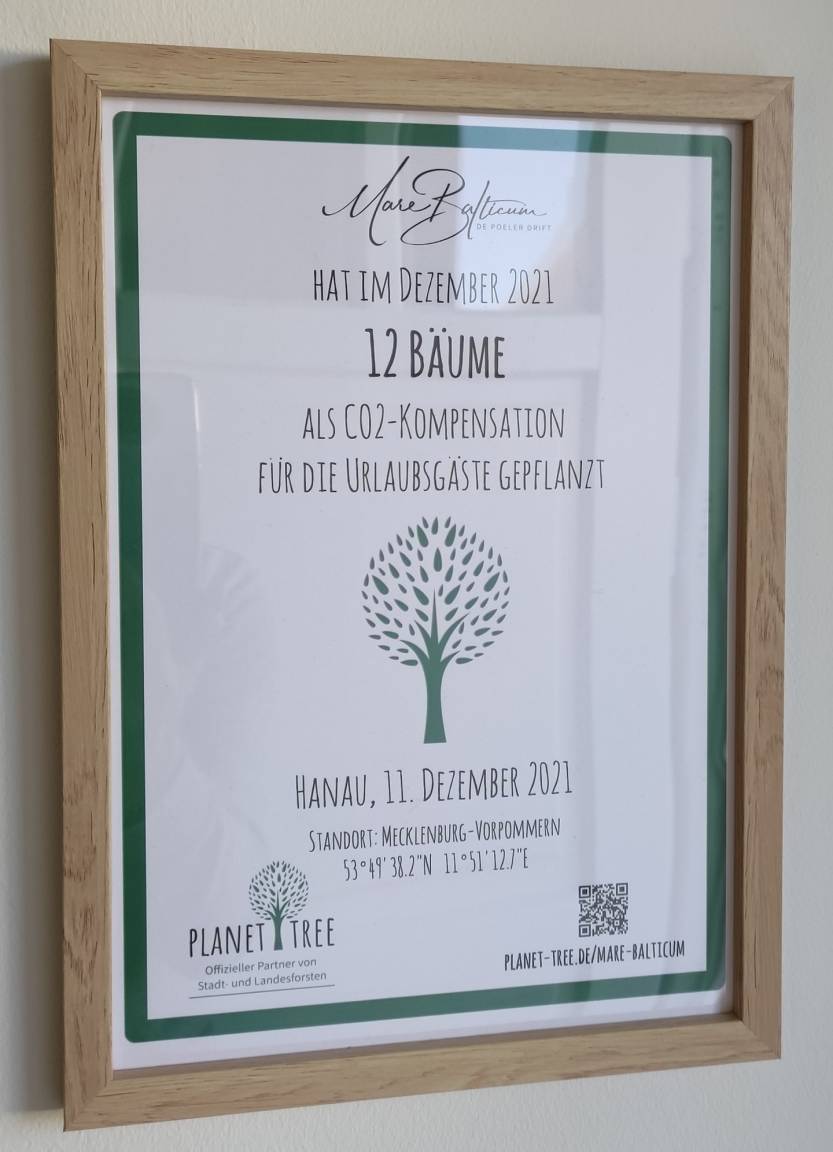 Mare Balticum
DE POELER DRIFT
HAT IM DEZEMBER 2021
12 BÄUME
ALS CO2-KOMPENSATION
FÜR DIE URLAUBSGÄSTE GEPFLANZT
HANAU, 11. DEZEMBER 2021
STANDORT: MECKLENBURG-VORPOMMERN
53°49'38.2"N 11°51'12.7"E
PLANET TREE
Offizieller Partner von
Stadt- und Landesforsten
PLANET-TREE.DE/MARE-BALTICUM